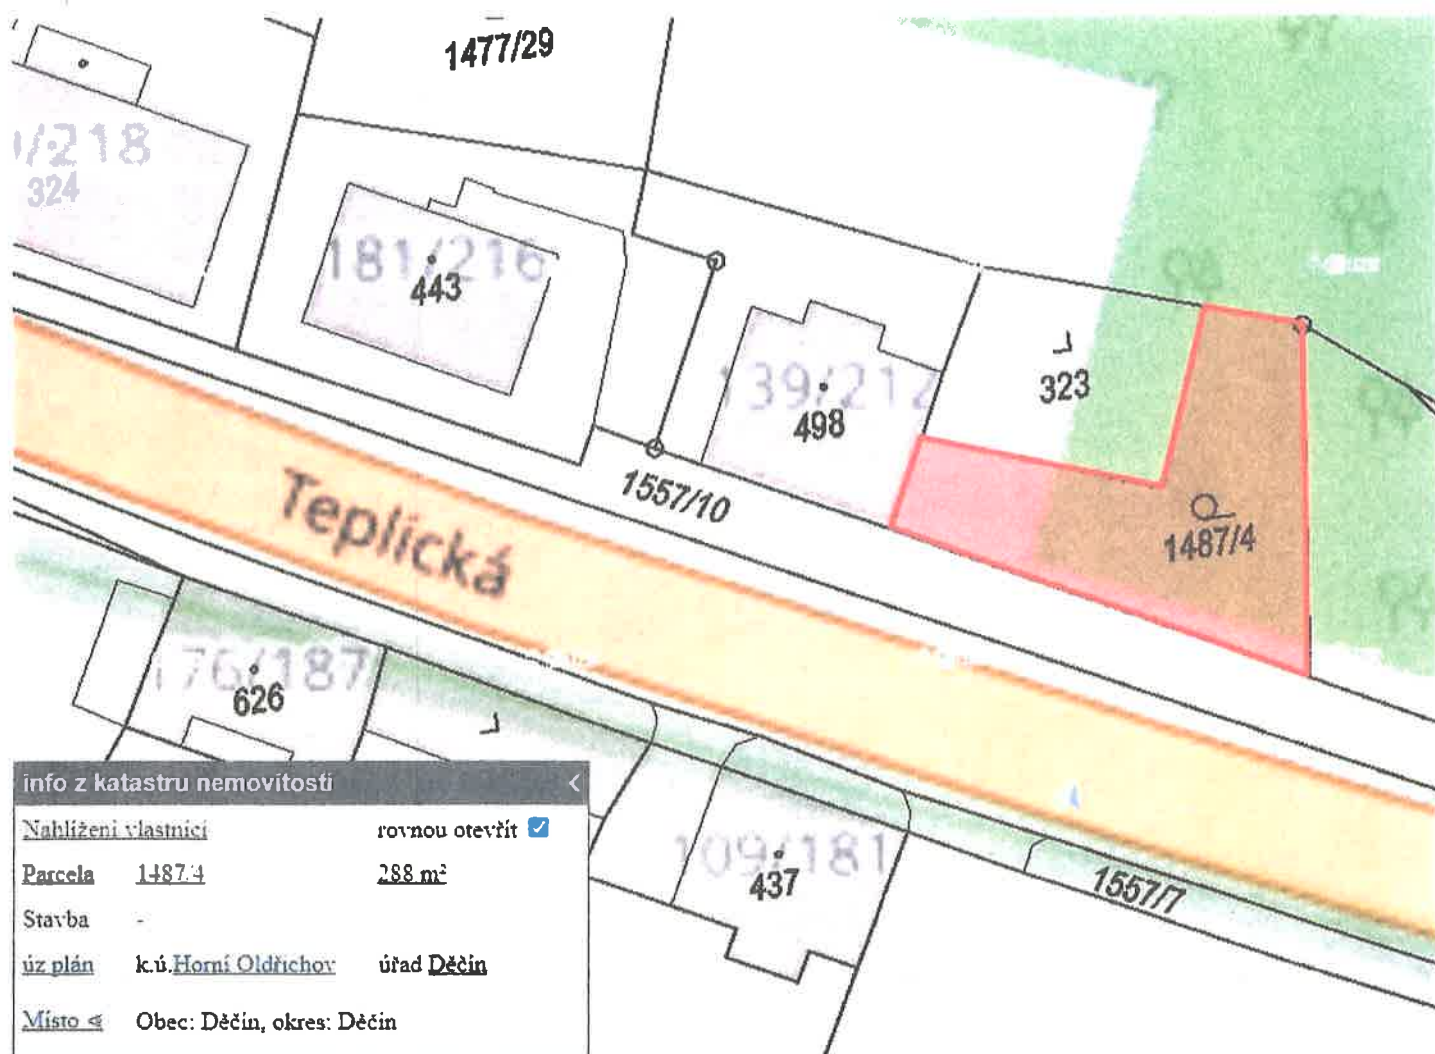 1477/29
/218
324
181/216
443
139/212
498
323
1557/10
1487/4
Teplická
176/187
626
109/181
437
1557/7
info z katastru nemovitostí <
Nahlížení vlastníci rovnou otevřít
Parcela 1487/4 288 m²
Stavba -
úz plán k.ú.Horní Oldřichov úřad Děčín
Místo Obec: Děčín, okres: Děčín